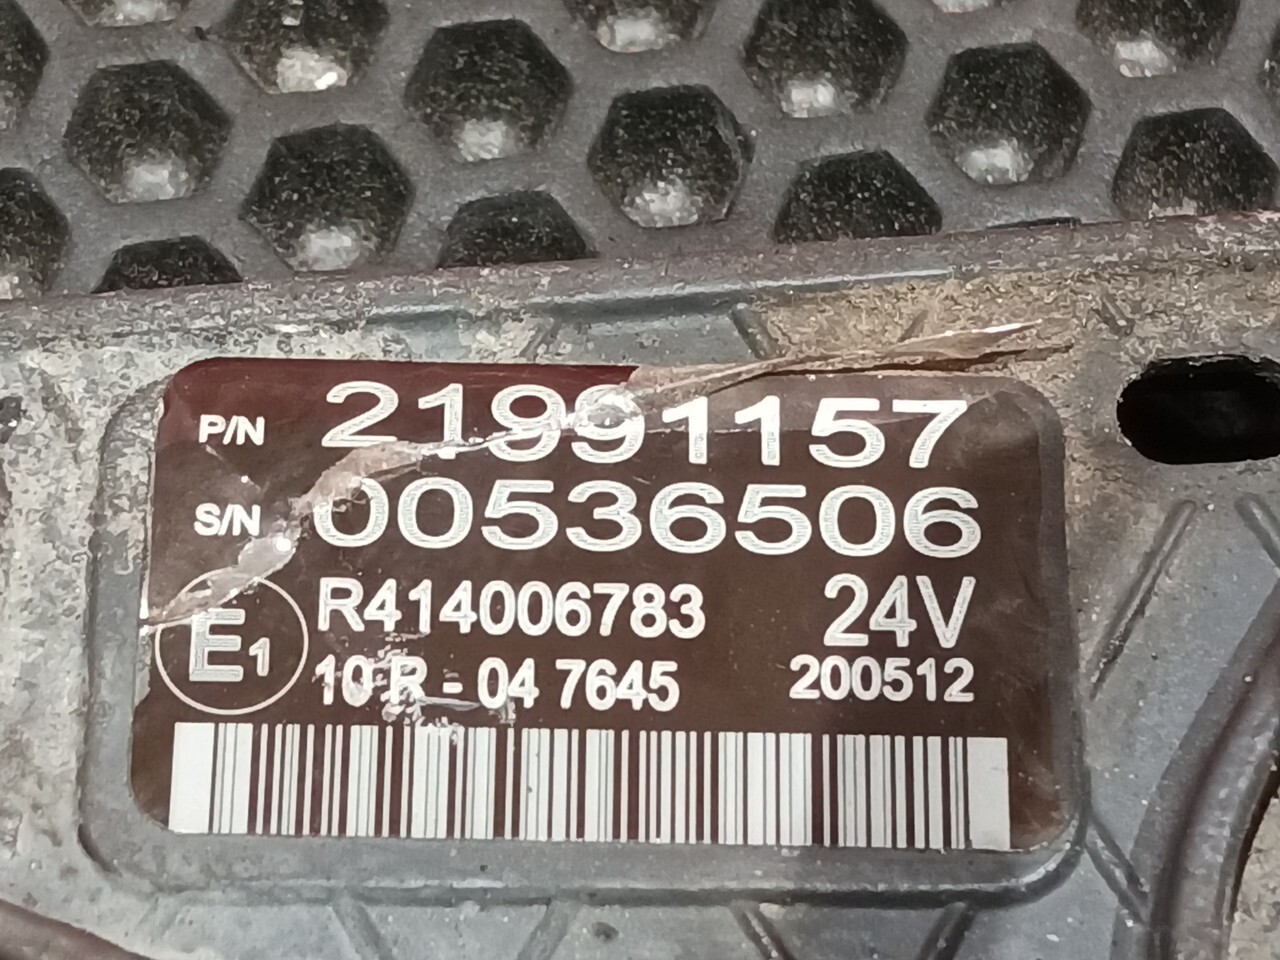 P/N 21991157
S/N 00536506
E1 R414006783 24V
10 R - 04 7645 200512